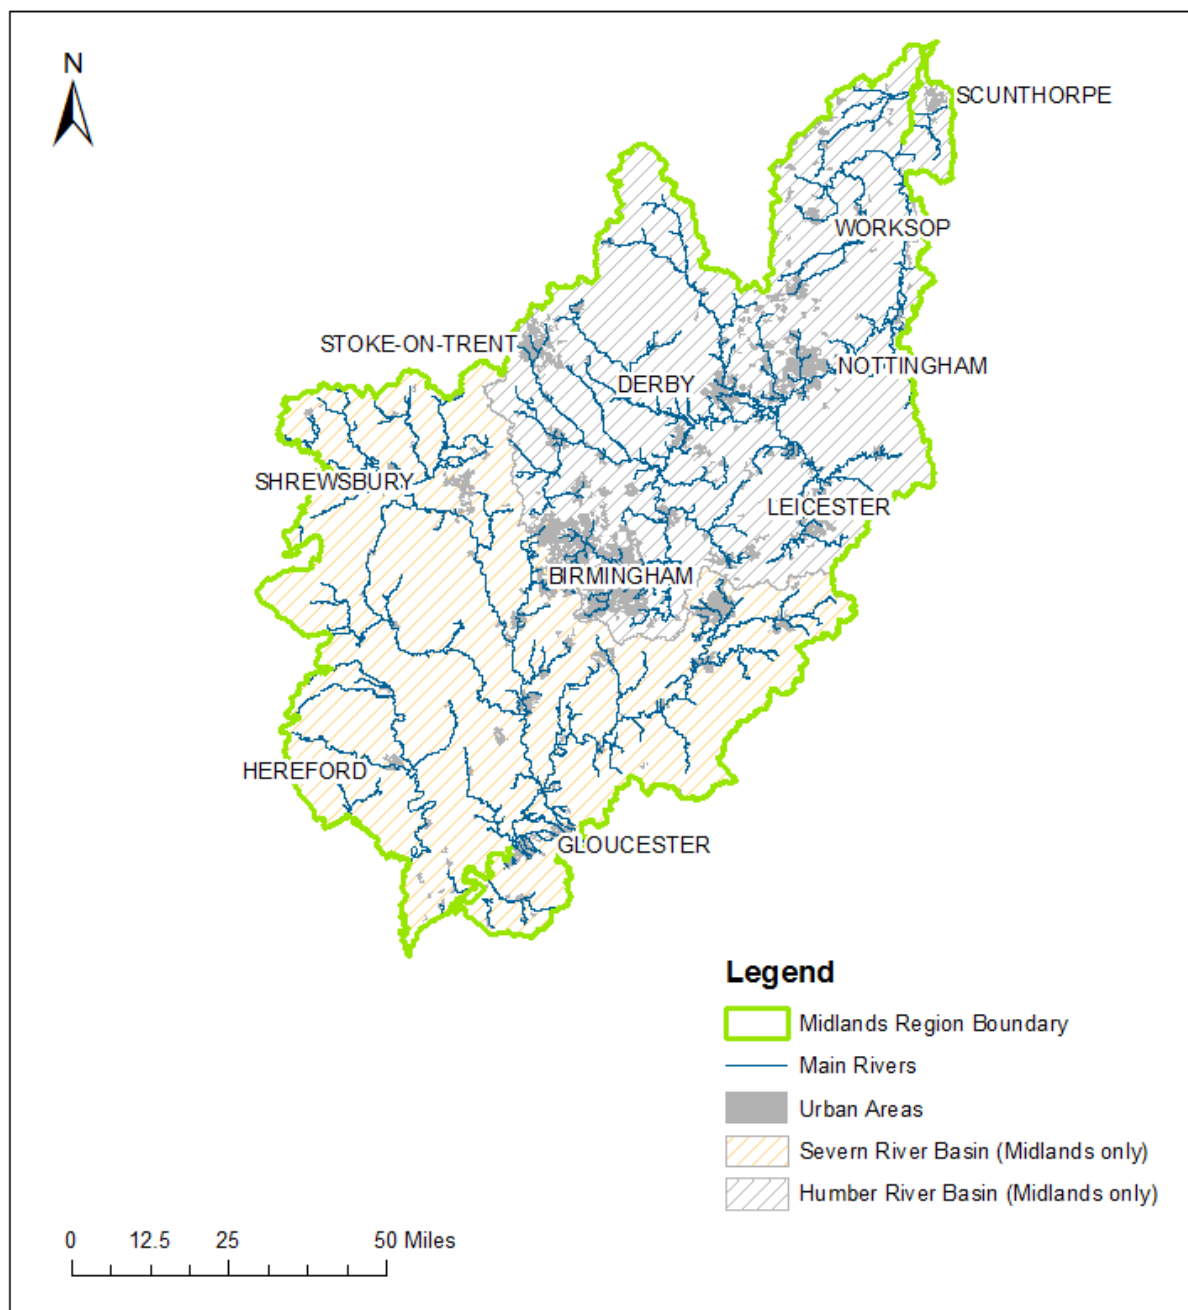 N
SCUNTHORPE
WORKSOP
STOKE-ON-TRENT
NOTTINGHAM
DERBY
SHREWSBURY
LEICESTER
BIRMINGHAM
HEREFORD
GLOUCESTER
Legend
Midlands Region Boundary
Main Rivers
Urban Areas
Severn River Basin (Midlands only)
Humber River Basin (Midlands only)
0 12.5 25 50 Miles